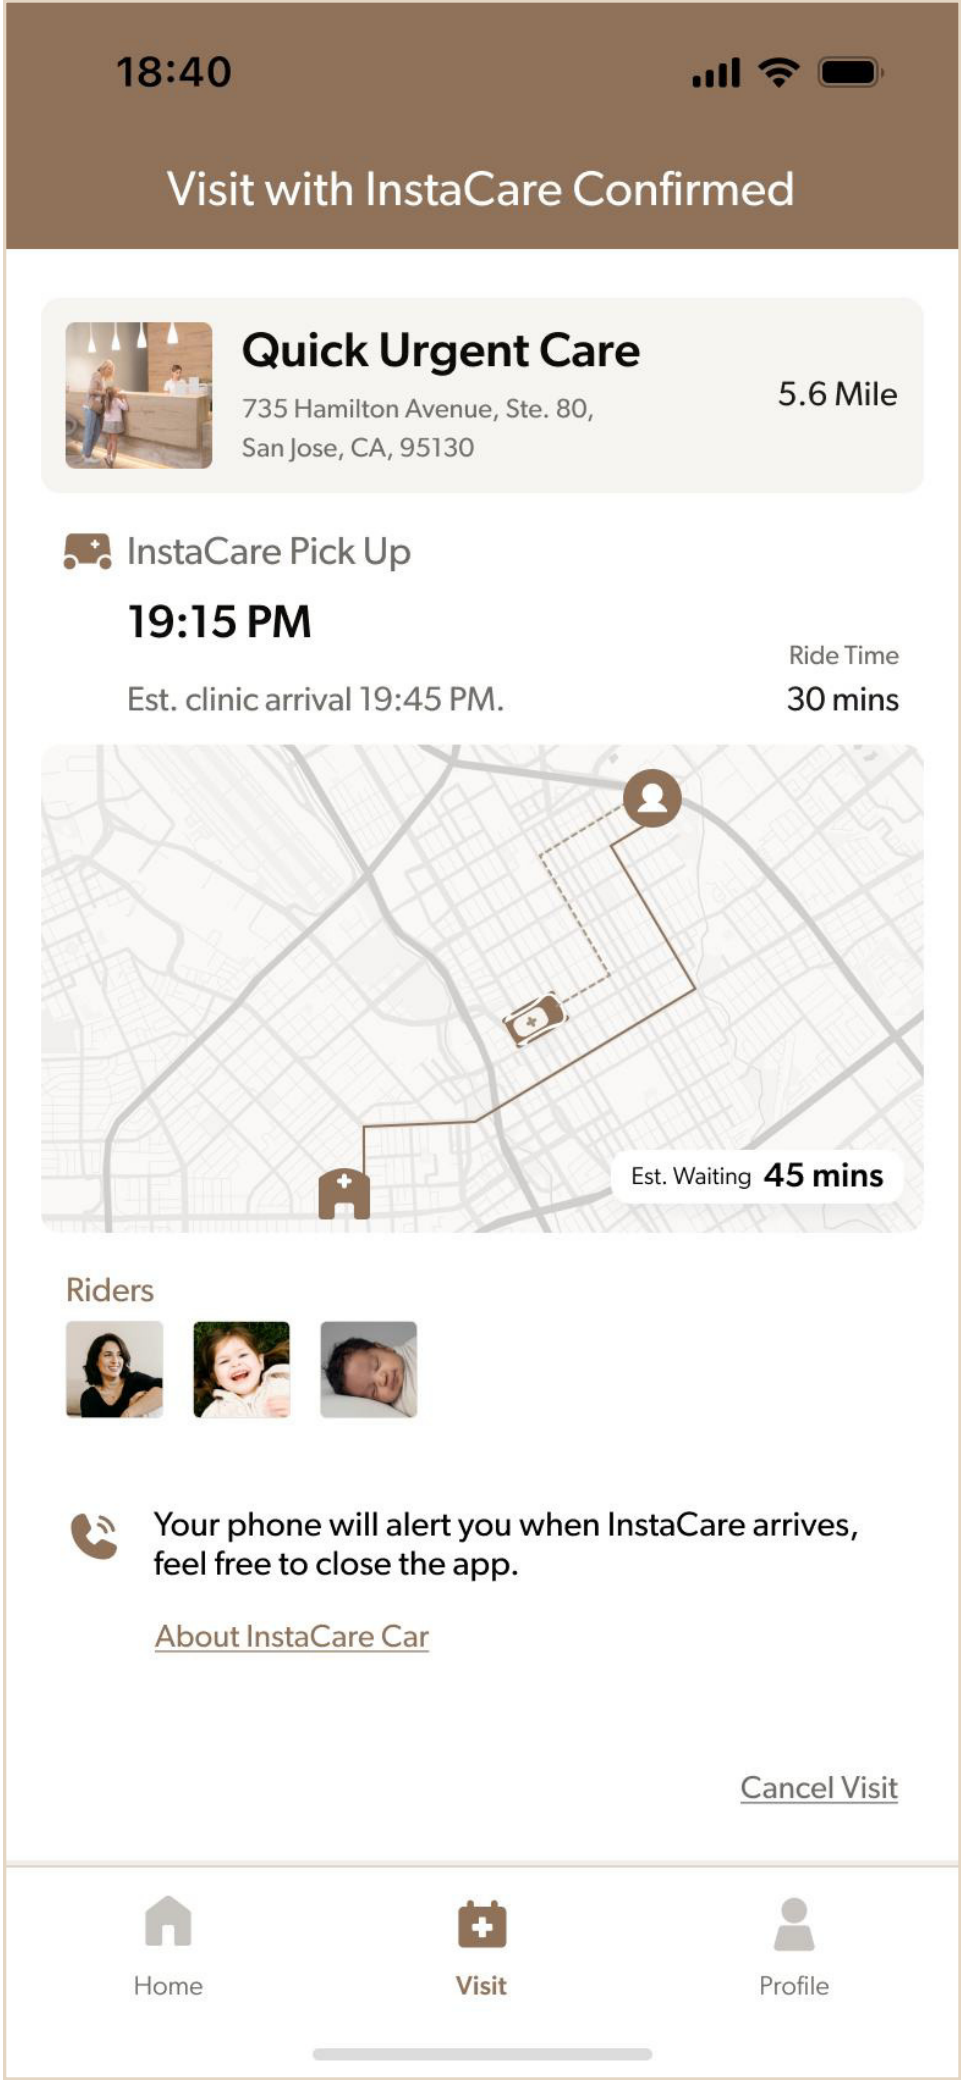 18:40
Visit with InstaCare Confirmed
Quick Urgent Care
735 Hamilton Avenue, Ste. 80,
San Jose, CA, 95130
5.6 Mile
InstaCare Pick Up
19:15 PM
Est. clinic arrival 19:45 PM.
Ride Time
30 mins
Est. Waiting 45 mins
Riders
Your phone will alert you when InstaCare arrives,
feel free to close the app.
About InstaCare Car
Cancel Visit
Home
Visit
Profile